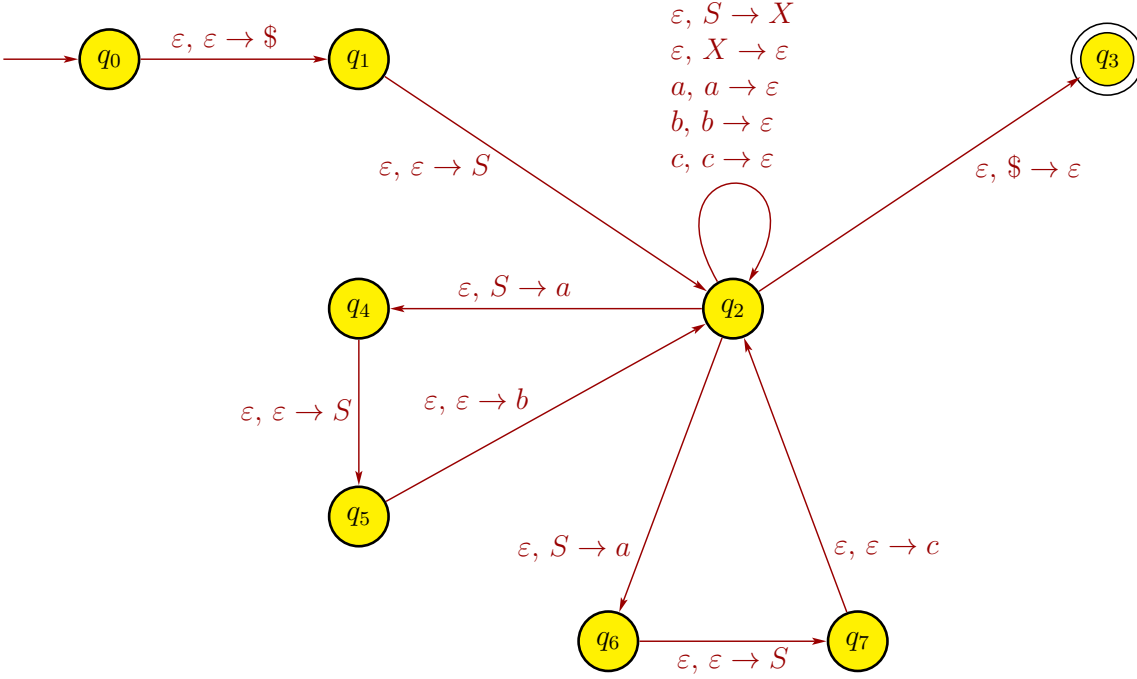 ε, S → X
ε, X → ε
a, a → ε
b, b → ε
c, c → ε
q0
ε, ε → $
q1
q3
ε, ε → S
ε, $ → ε
q4
ε, S → a
q2
ε, ε → S
ε, ε → b
q5
ε, S → a
ε, ε → c
q6
ε, ε → S
q7